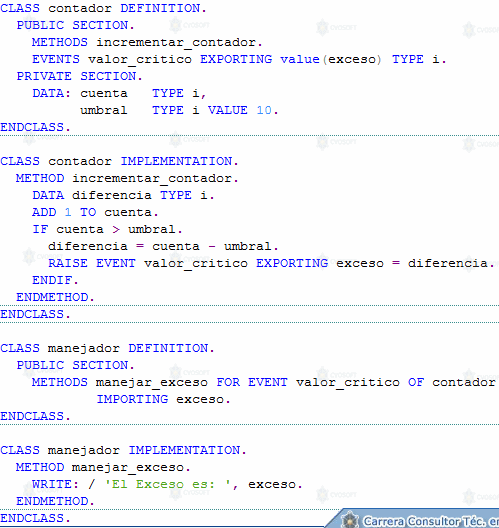 CLASS contador DEFINITION.
PUBLIC SECTION.
METHODS incrementar_contador.
EVENTS valor_critico EXPORTING value(exceso) TYPE i.
PRIVATE SECTION.
DATA: cuenta TYPE i,
umbral TYPE i VALUE 10.
ENDCLASS.
CLASS contador IMPLEMENTATION.
METHOD incrementar_contador.
DATA diferencia TYPE i.
ADD 1 TO cuenta.
IF cuenta > umbral.
diferencia = cuenta - umbral.
RAISE EVENT valor_critico EXPORTING exceso = diferencia.
ENDIF.
ENDMETHOD.
ENDCLASS.
CLASS manejador DEFINITION.
PUBLIC SECTION.
METHODS manejar_exceso FOR EVENT valor_critico OF contador
IMPORTING exceso.
ENDCLASS.
CLASS manejador IMPLEMENTATION.
METHOD manejar_exceso.
WRITE: / 'El Exceso es: ', exceso.
ENDMETHOD.
ENDCLASS.
Carrera Consultor Téc. en